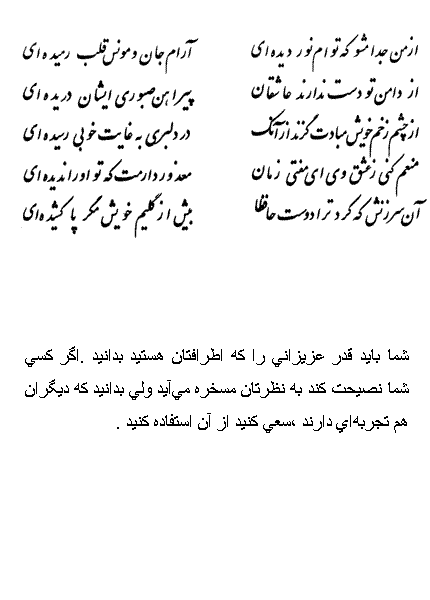 ازمن جدا مشو که تو ام نور دیده ای آرام جان و مونس قلب رمیده ای
از دامن تو دست ندارند عاشقان پیراهن صبوری ایشان دریده ای
از چشم زخم خویش مبادت گزند از آنک در دلبری به غایت خوبی رسیده ای
منعم کنی ز عشق وی ای مفتی زمان معذور دارمت که تو او را ندیده ای
آن سرزنش که کرد ترا دوست حافظا بیش از گلیم خویش مگر پا کشیده ای
شما بايد قدر عزيزاني را كه اطرافتان هستيد بدانيد .اگر كسي
شما نصيحت كند به نظرتان مسخره مي‌آيد ولي بدانيد كه ديگران
هم تجربه‌اي دارند ،سعي كنيد از آن استفاده كنيد .